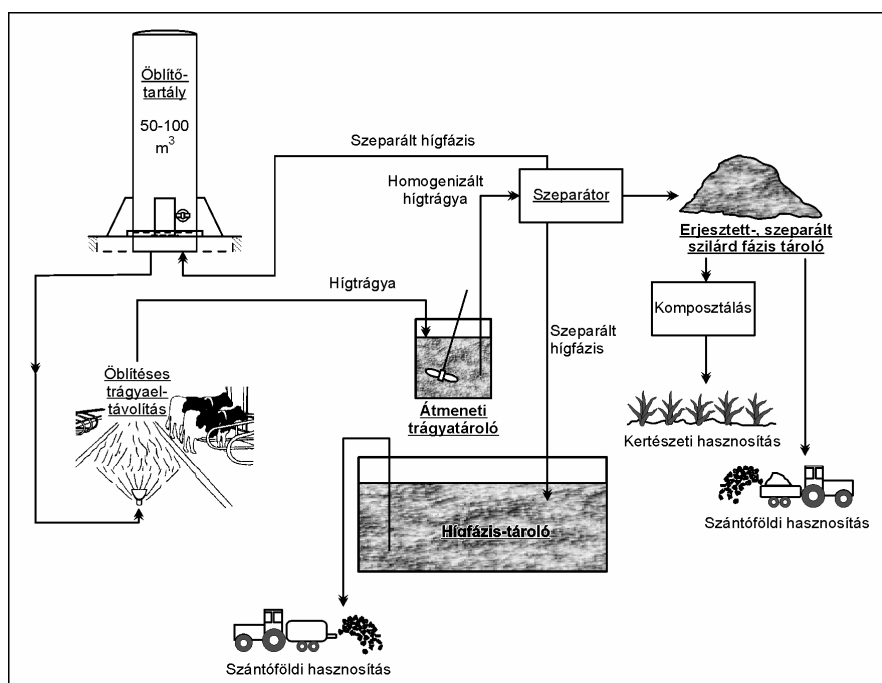 Öblítő-
tartály
50-100
m3
Szeparált hígfázis
Homogenizált
hígtrágya
Szeparátor
Erjesztett-, szeparált
szilárd fázis tároló
Hígtrágya
Komposztálás
Szeparált
hígfázis
Öblítéses
trágyael-
távolítás
Átmeneti
trágyatároló
Kertészeti hasznosítás
Hígfázis-tároló
Szántóföldi hasznosítás
Szántóföldi hasznosítás